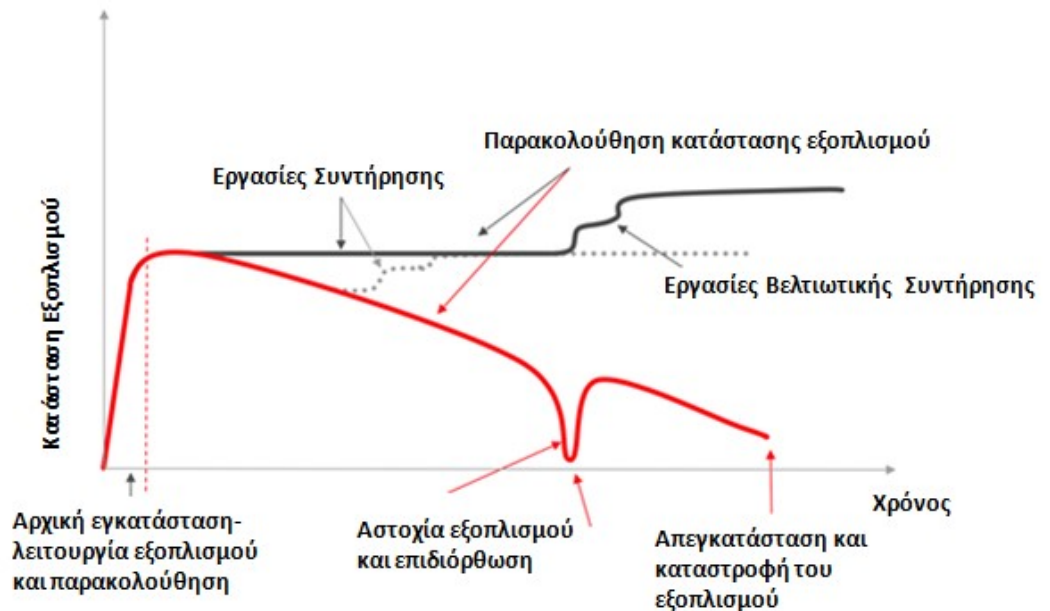 Παρακολούθηση κατάστασης εξοπλισμού
Εργασίες Συντήρησης
Εργασίες Βελτιωτικής Συντήρησης
Κατάσταση Εξοπλισμού
Χρόνος
Αρχική εγκατάσταση-
λειτουργία εξοπλισμού
και παρακολούθηση
Αστοχία εξοπλισμού
και επιδιόρθωση
Απεγκατάσταση και
καταστροφή του
εξοπλισμού